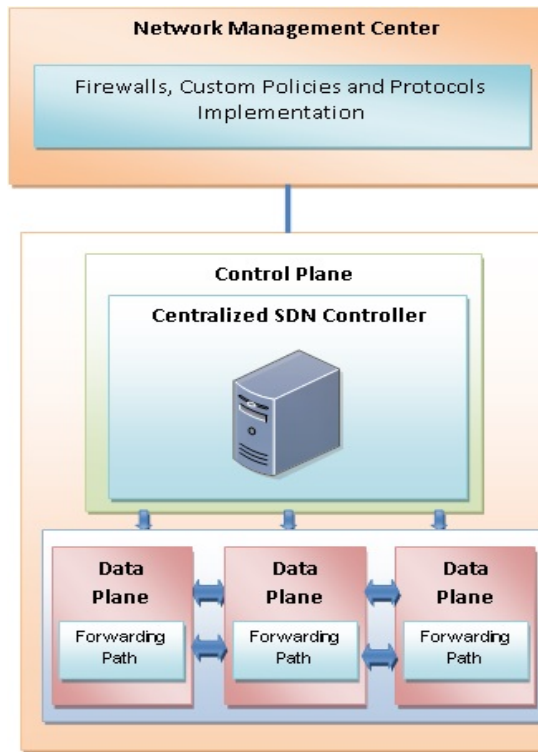 Network Management Center
Firewalls, Custom Policies and Protocols
Implementation
Control Plane
Centralized SDN Controller
Data
Plane
Forwarding
Path
Data
Plane
Forwarding
Path
Data
Plane
Forwarding
Path